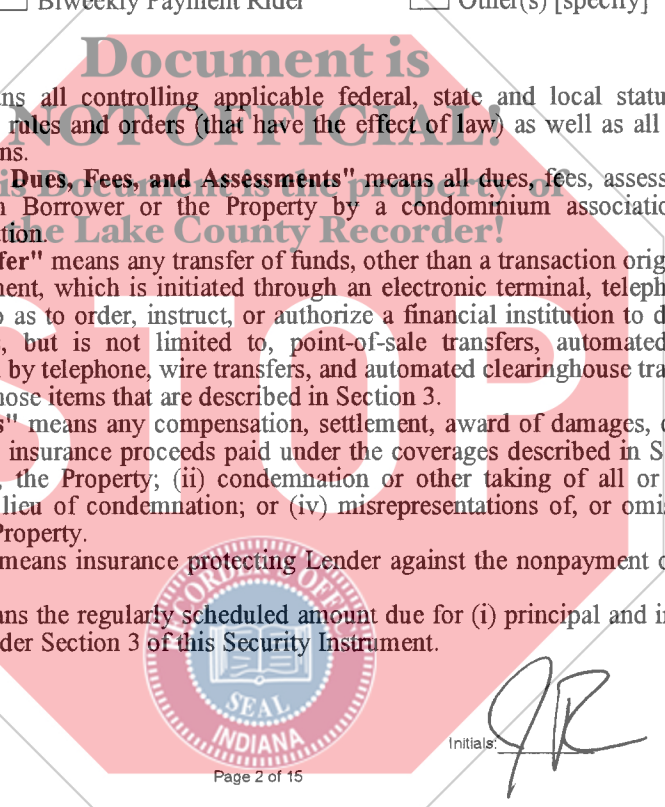 Biweekly Payment Rider Other(s) [specify]
Document is
ns all controlling applicable federal, state and local statu
NOT OFFICIAL!
rules and orders (that have the effect of law) as well as all
ns.
This Document is the property of
Dues, Fees, and Assessments" means all dues, fees, assess
n Borrower or the Property by a condominium associatio
the Lake County Recorder!
tion.
fer" means any transfer of funds, other than a transaction orig
ment, which is initiated through an electronic terminal, teleph
o as to order, instruct, or authorize a financial institution to d
s, but is not limited to, point-of-sale transfers, automated
l by telephone, wire transfers, and automated clearinghouse tra
hose items that are described in Section 3.
STOP
s" means any compensation, settlement, award of damages, o
insurance proceeds paid under the coverages described in S
, the Property; (ii) condemnation or other taking of all or
lieu of condemnation; or (iv) misrepresentations of, or omis
Property.
means insurance protecting Lender against the nonpayment o
ans the regularly scheduled amount due for (i) principal and i
der Section 3 of this Security Instrument.
RECORDER'S OFFICE
SEAL
INDIANA
Initials: JR
Page 2 of 15